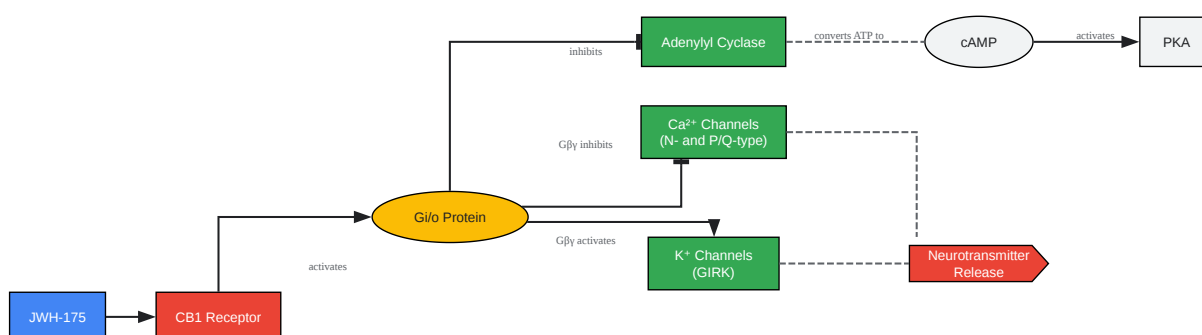 Adenylyl Cyclase
converts ATP to
cAMP
activates
PKA
inhibits
Ca²⁺ Channels
(N- and P/Q-type)
Gβγ inhibits
Gi/o Protein
Gβγ activates
K⁺ Channels
(GIRK)
Neurotransmitter
Release
activates
JWH-175
CB1 Receptor